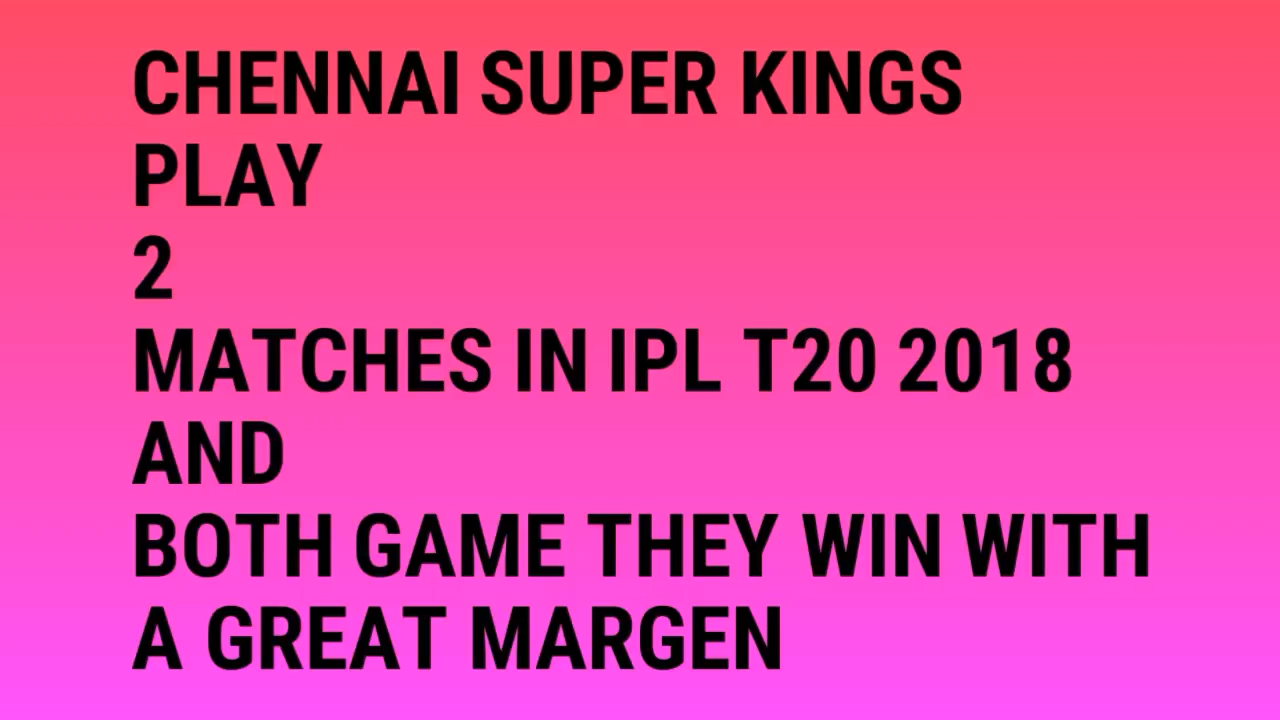 CHENNAI SUPER KINGS
PLAY
2
MATCHES IN IPL T20 2018
AND
BOTH GAME THEY WIN WITH
A GREAT MARGEN